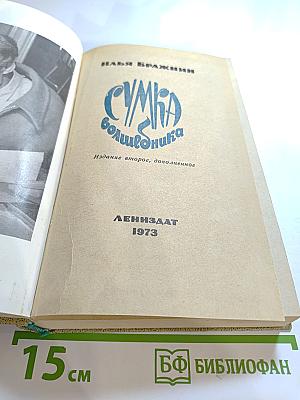 ИЛЬЯ БРАЖНИН
СУМКА
волшебника
Издание второе, дополненное
ЛЕНИЗДАТ
1973
15 см
БФ БИБЛИОФАН